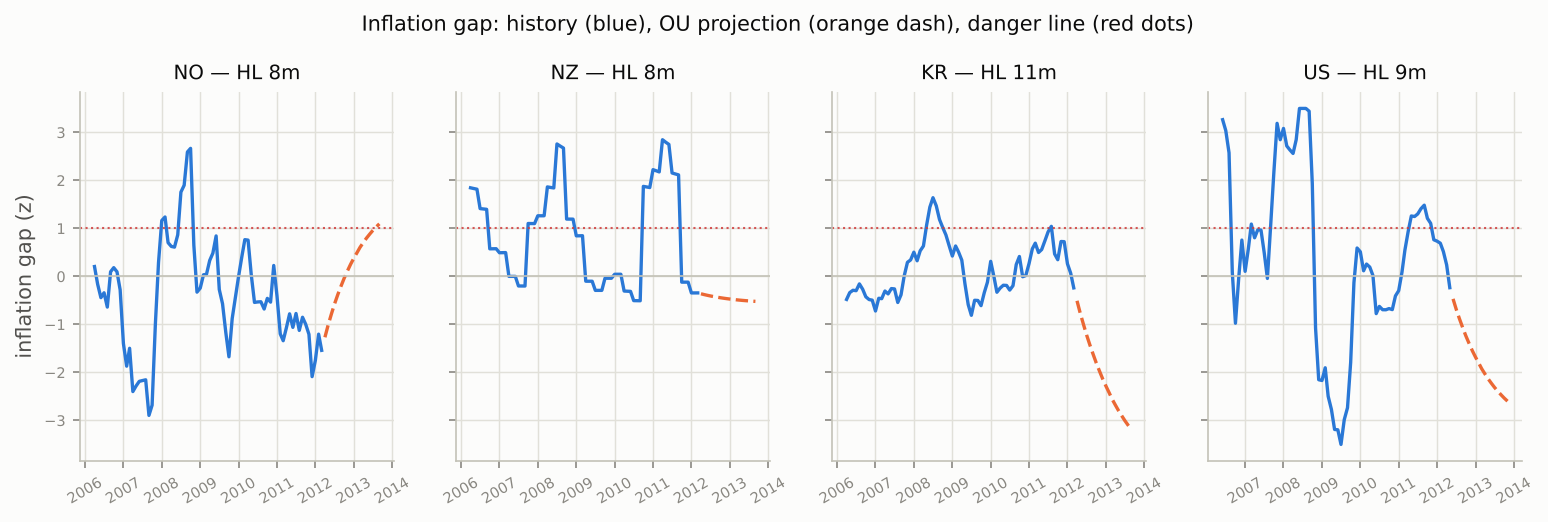 Inflation gap: history (blue), OU projection (orange dash), danger line (red dots)
NO — HL 8m
NZ — HL 8m
KR — HL 11m
US — HL 9m
inflation gap (z)
3
2
1
0
−1
−2
−3
2006 2007 2008 2009 2010 2011 2012 2013 2014
2006 2007 2008 2009 2010 2011 2012 2013 2014
2006 2007 2008 2009 2010 2011 2012 2013 2014
2007 2008 2009 2010 2011 2012 2013 2014